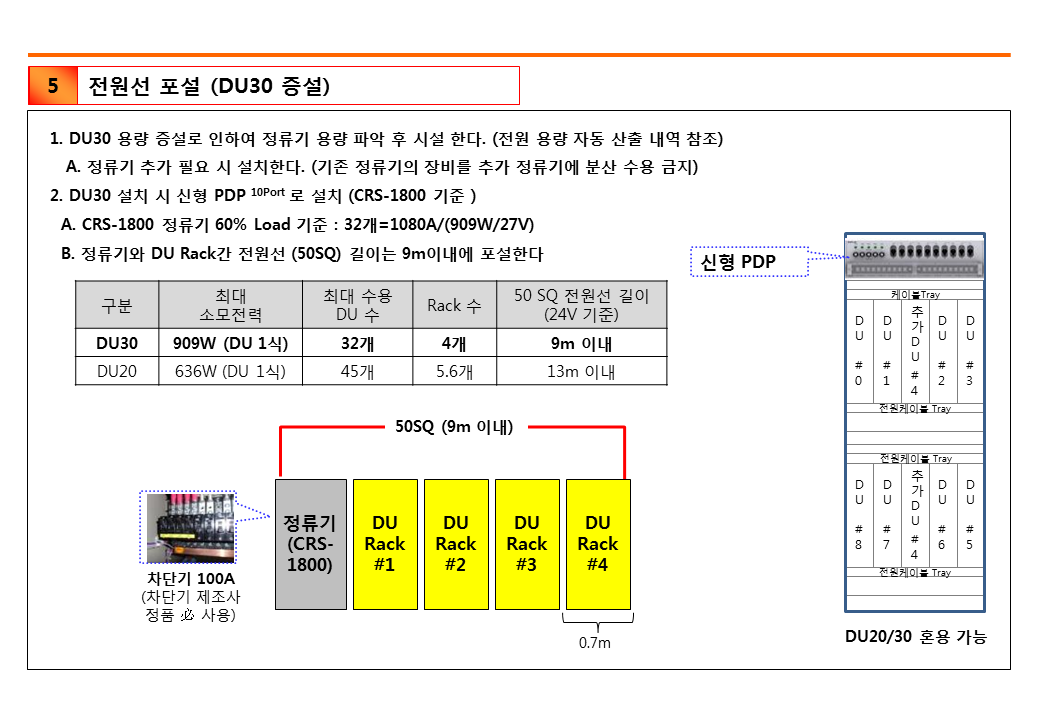 5 전원선 포설 (DU30 증설)
1. DU30 용량 증설로 인하여 정류기 용량 파악 후 시설 한다. (전원 용량 자동 산출 내역 참조)
A. 정류기 추가 필요 시 설치한다. (기존 정류기의 장비를 추가 정류기에 분산 수용 금지)
2. DU30 설치 시 신형 PDP 10Port 로 설치 (CRS-1800 기준 )
A. CRS-1800 정류기 60% Load 기준 : 32개=1080A/(909W/27V)
B. 정류기와 DU Rack간 전원선 (50SQ) 길이는 9m이내에 포설한다
구분 최대 소모전력 최대 수용 DU 수 Rack 수 50 SQ 전원선 길이 (24V 기준)
DU30 909W (DU 1식) 32개 4개 9m 이내
DU20 636W (DU 1식) 45개 5.6개 13m 이내
50SQ (9m 이내)
정류기 (CRS-1800)
DU Rack #1
DU Rack #2
DU Rack #3
DU Rack #4
차단기 100A
(차단기 제조사
정품 必 사용)
0.7m
신형 PDP
케이블Tray
DU #0
DU #1
추가DU #4
DU #2
DU #3
전원케이블 Tray
전원케이블 Tray
DU #8
DU #7
추가DU #4
DU #6
DU #5
전원케이블 Tray
DU20/30 혼용 가능